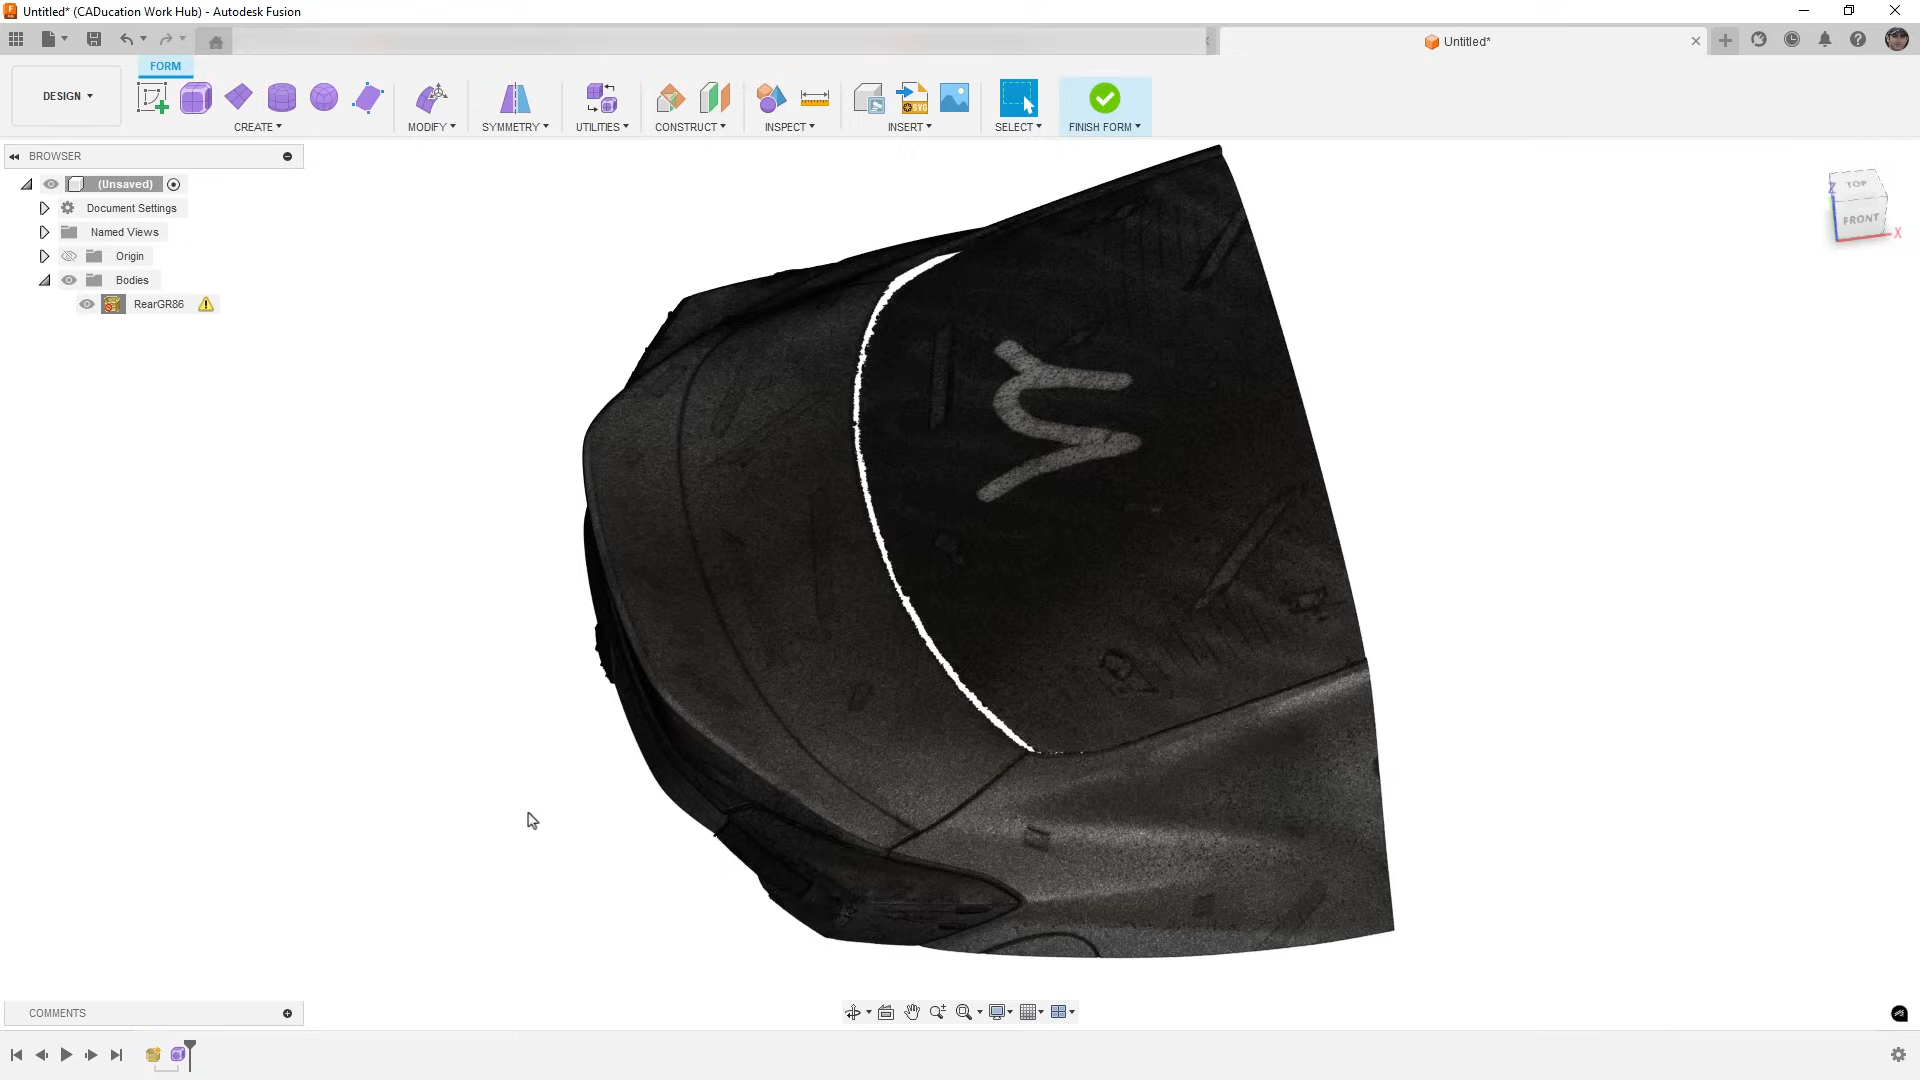 Untitled* (CADucation Work Hub) - Autodesk Fusion
Untitled*
FORM
DESIGN
CREATE
MODIFY
SYMMETRY
UTILITIES
CONSTRUCT
INSPECT
INSERT
SELECT
FINISH FORM
BROWSER
(Unsaved)
Document Settings
Named Views
Origin
Bodies
RearGR86
TOP
FRONT
Z
X
COMMENTS